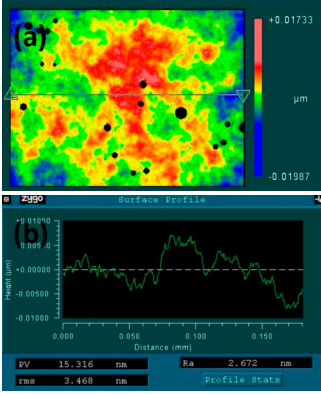 (a)
+0.01733
µm
-0.01987
zygo
Surface Profile
(b)
+0.01000
0.00500
+0.00000
-0.00500
-0.01000
Height (µm)
0.000
0.050
0.100
0.150
Distance (mm)
PV 15.316 nm
Ra 2.672 nm
rms 3.468 nm
Profile Stats